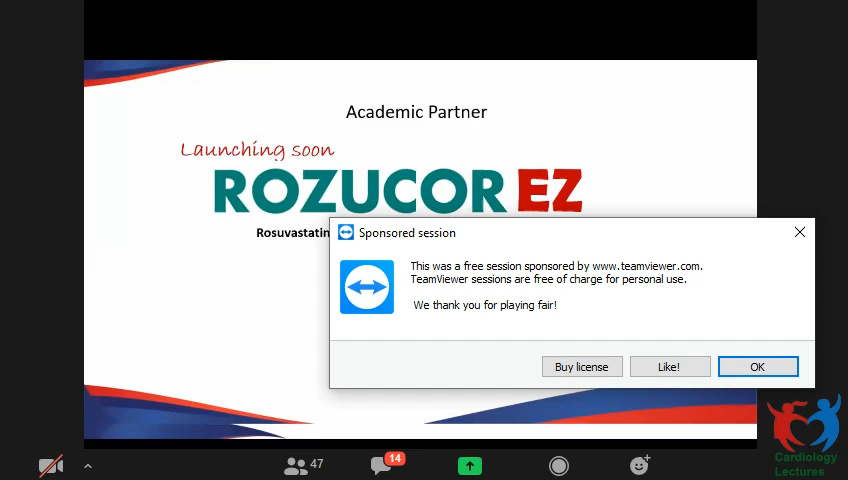 Academic Partner
Launching soon
ROZUCOR EZ
Rosuvastatin
Sponsored session
This was a free session sponsored by www.teamviewer.com.
TeamViewer sessions are free of charge for personal use.
We thank you for playing fair!
Buy license
Like!
OK
47
14
Cardiology
Lectures